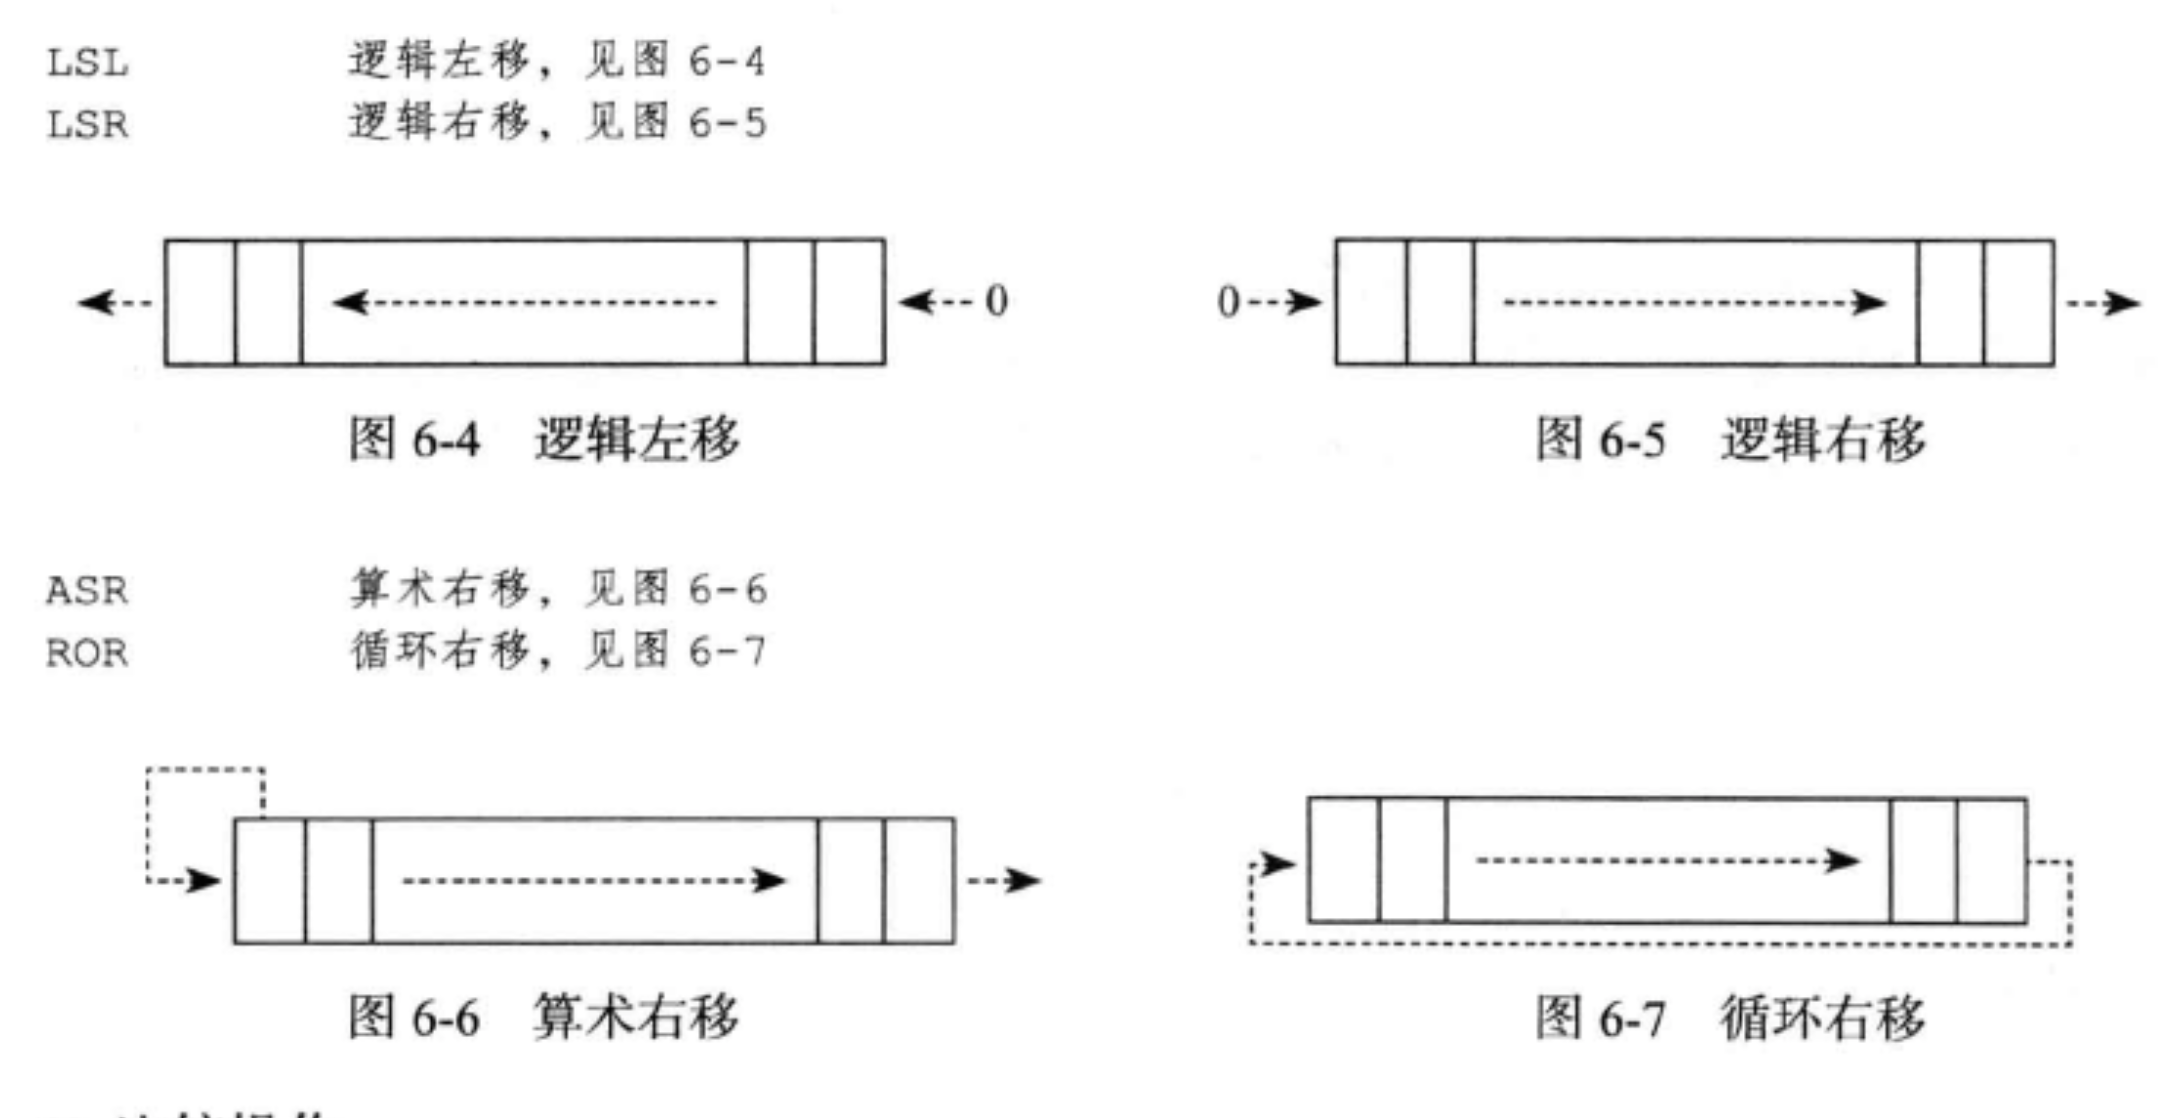 LSL 逻辑左移，见图 6-4
LSR 逻辑右移，见图 6-5
0
0
图 6-4 逻辑左移
图 6-5 逻辑右移
ASR 算术右移，见图 6-6
ROR 循环右移，见图 6-7
图 6-6 算术右移
图 6-7 循环右移